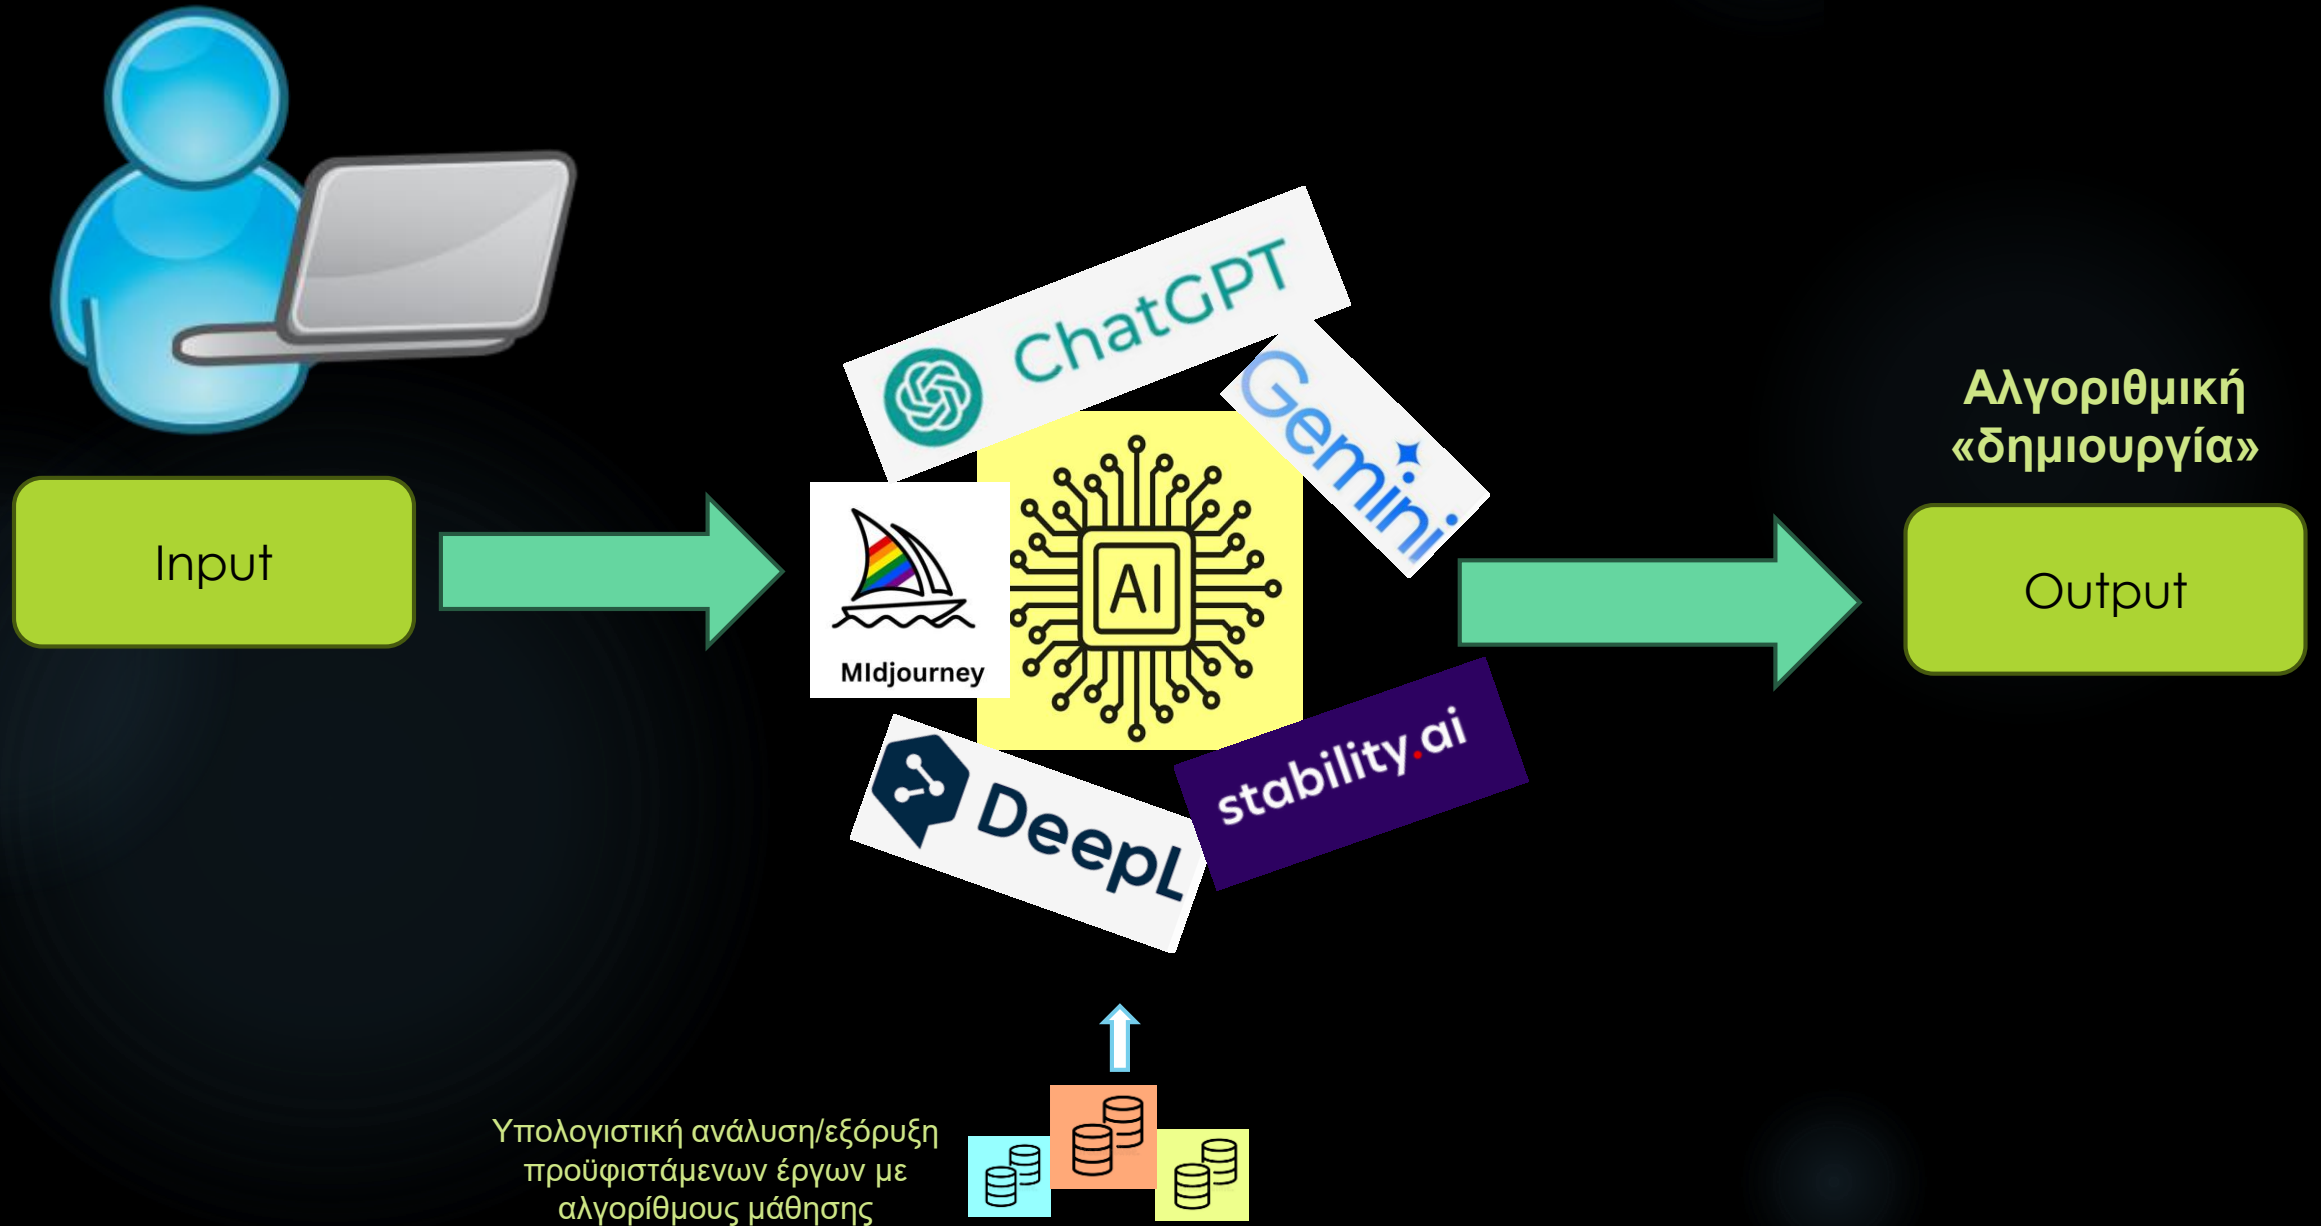 ChatGPT
Gemini
Αλγοριθμική
«δημιουργία»
Input
AI
Output
MIdjourney
stability.ai
DeepL
Υπολογιστική ανάλυση/εξόρυξη
προϋφιστάμενων έργων με
αλγορίθμους μάθησης